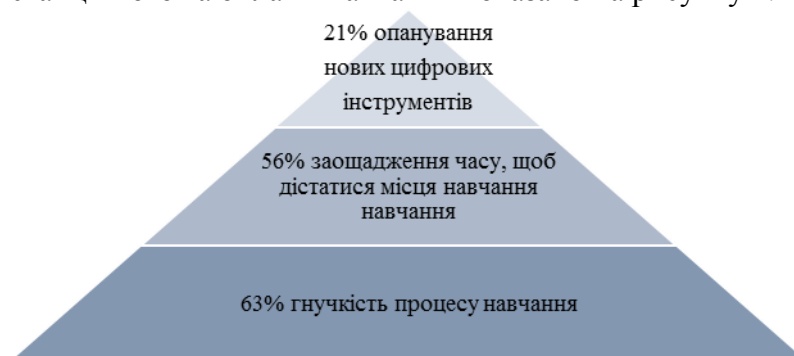 21% опанування
нових цифрових
інструментів
56% заощадження часу, щоб
дістатися місця навчання
навчання
63% гнучкість процесу навчання